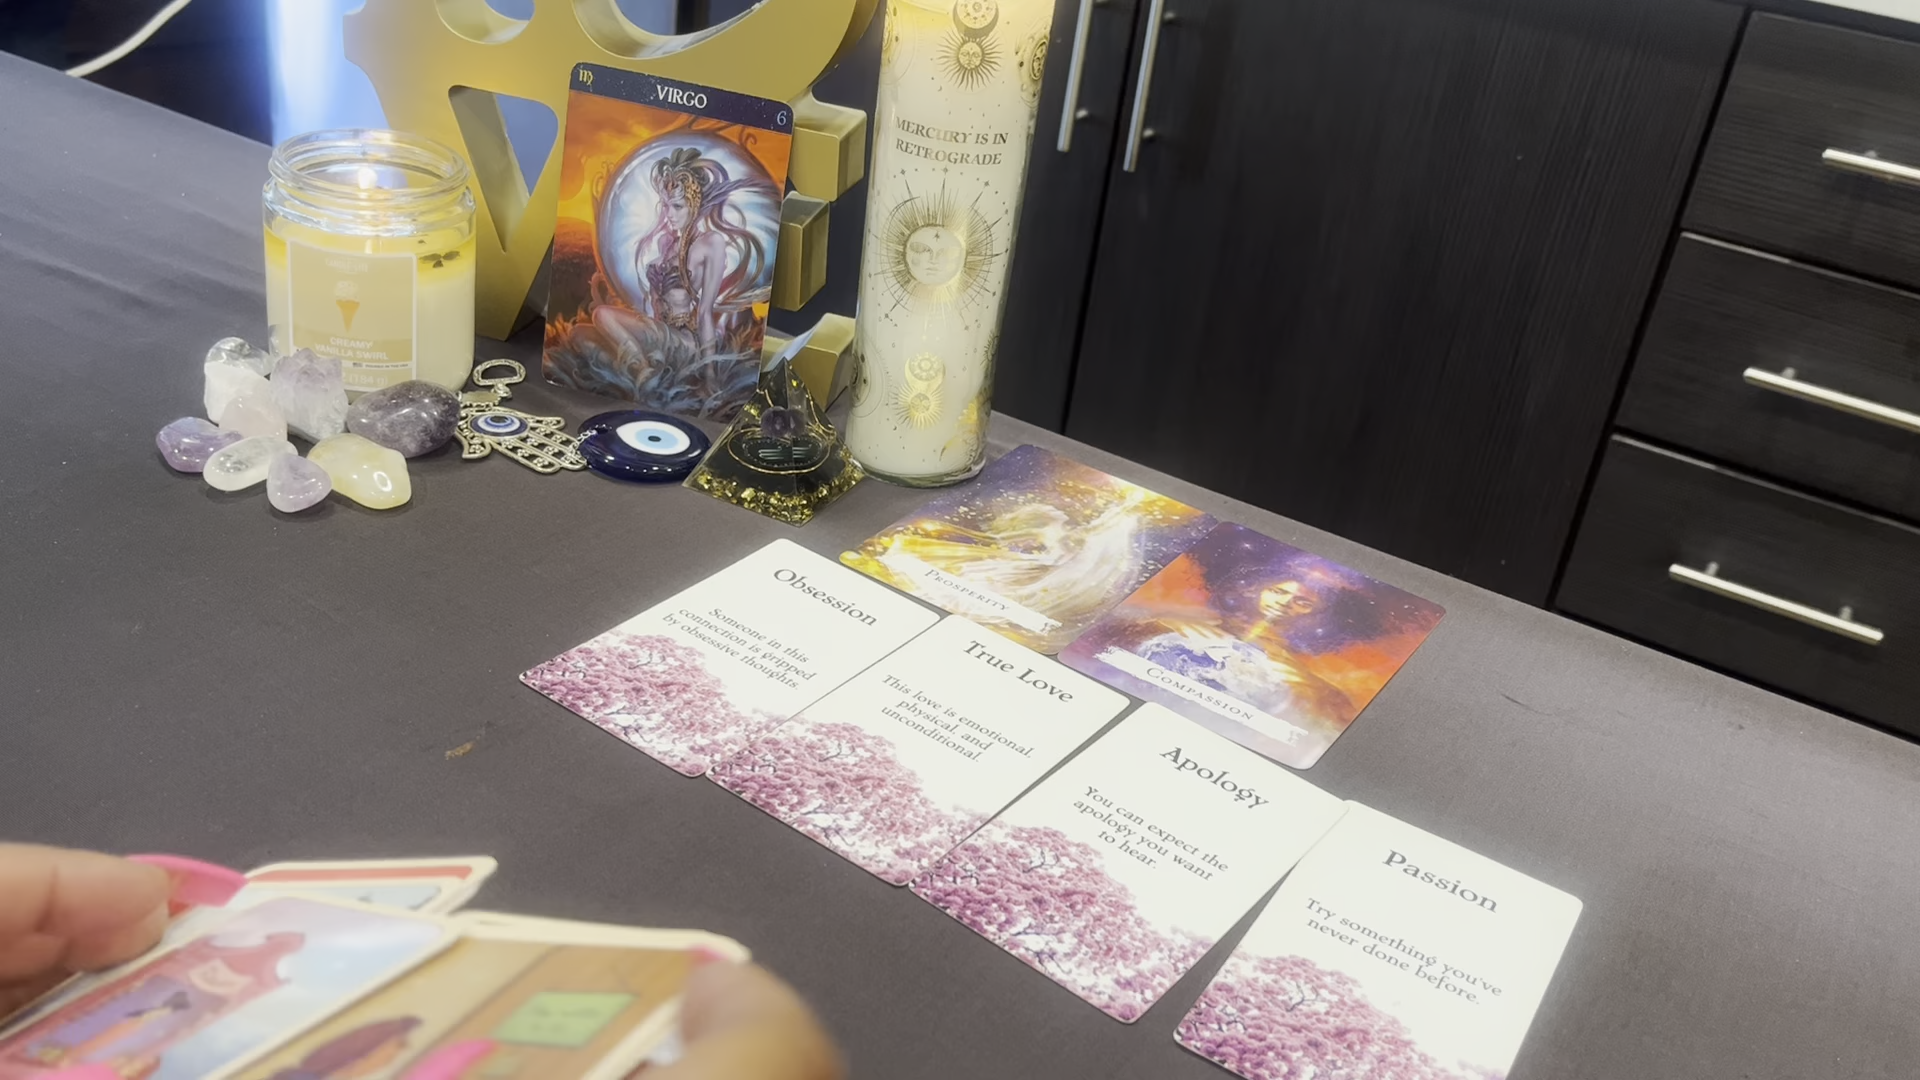 VIRGO
6
MERCURY IS IN
RETROGRADE
CREAMY
VANILLA SWIRL
PROSPERITY
COMPASSION
Obsession
Someone in this
connection is gripped
by obsessive thoughts.
True Love
This love is emotional,
physical, and
unconditional.
Apology
You can expect the
apology you want
to hear.
Passion
Try something you've
never done before.